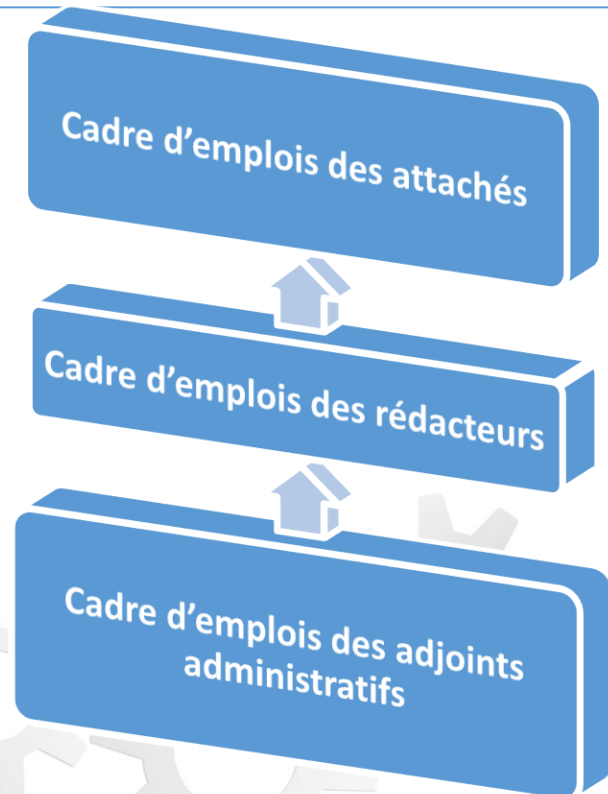 Cadre d’emplois des attachés
Cadre d’emplois des rédacteurs
Cadre d’emplois des adjoints
administratifs